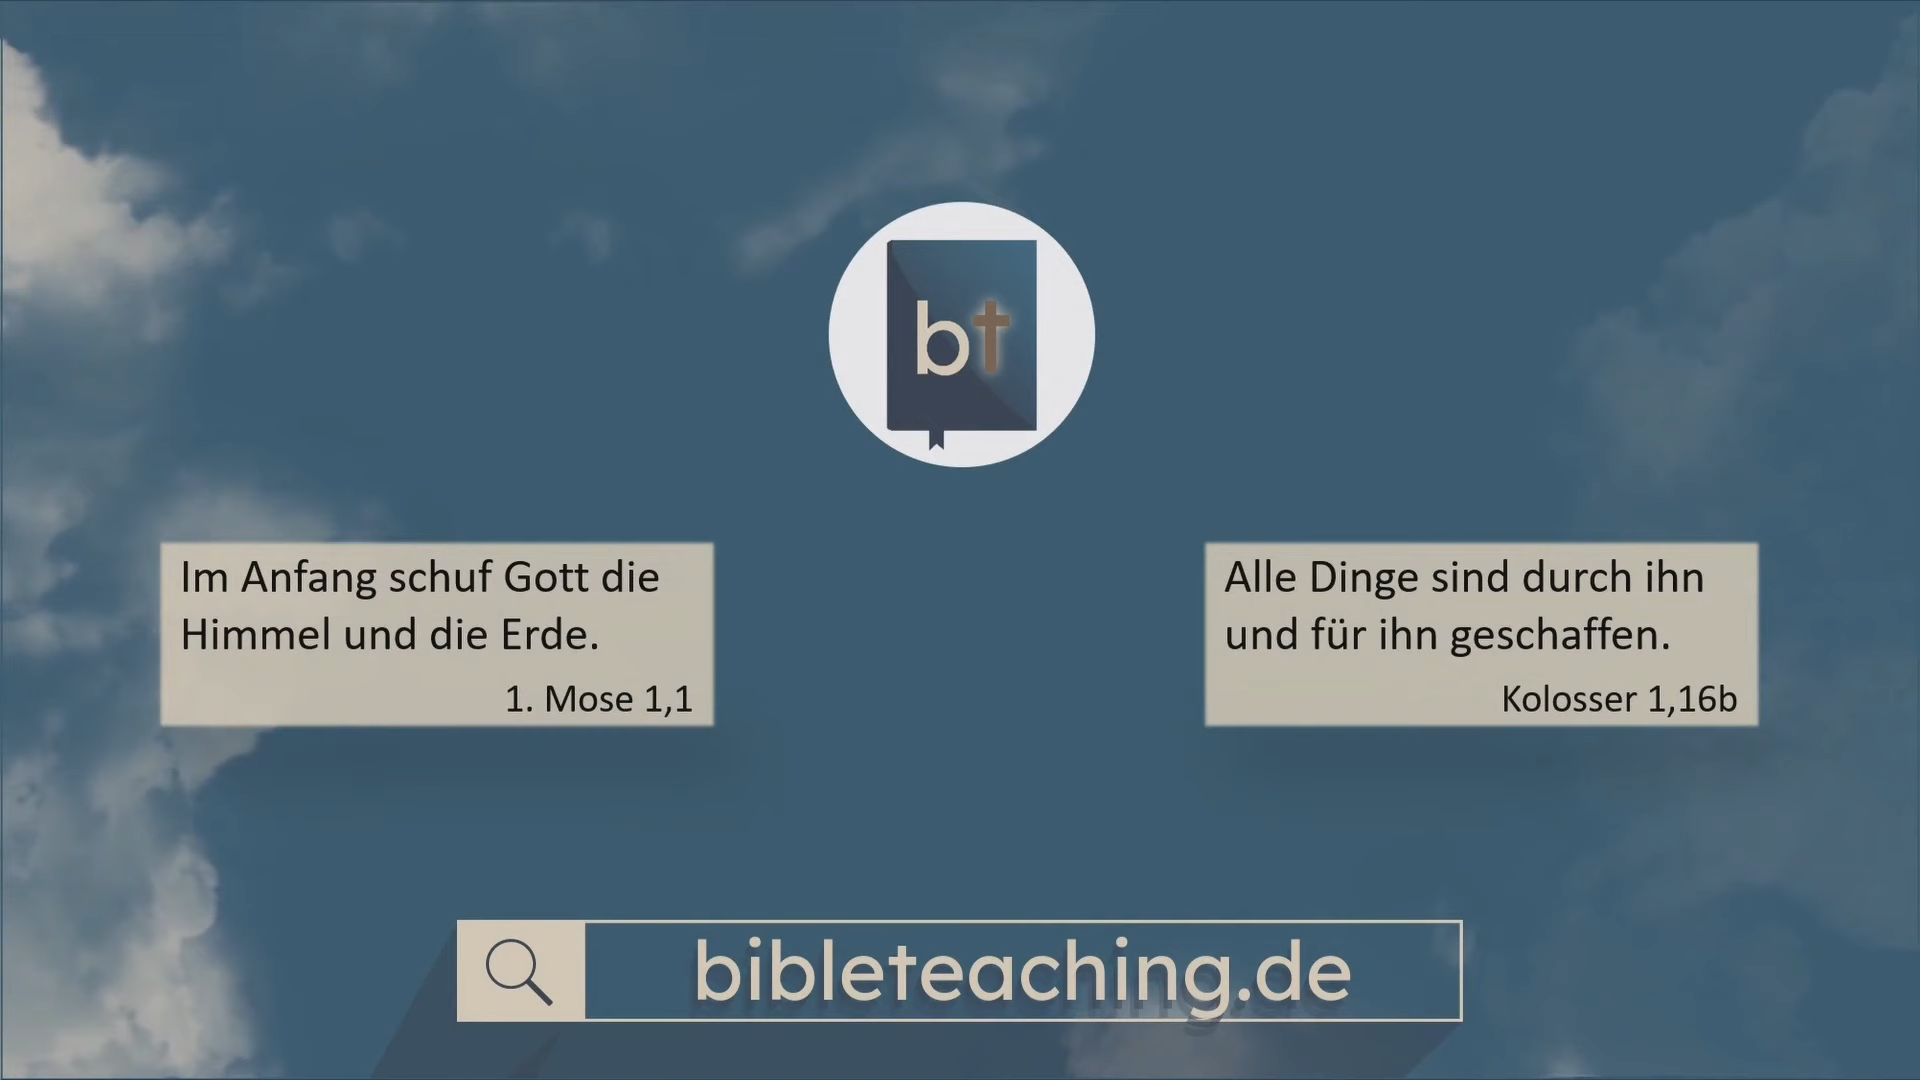 bt
Im Anfang schuf Gott die
Himmel und die Erde.
1. Mose 1,1
Alle Dinge sind durch ihn
und für ihn geschaffen.
Kolosser 1,16b
bibleteaching.de